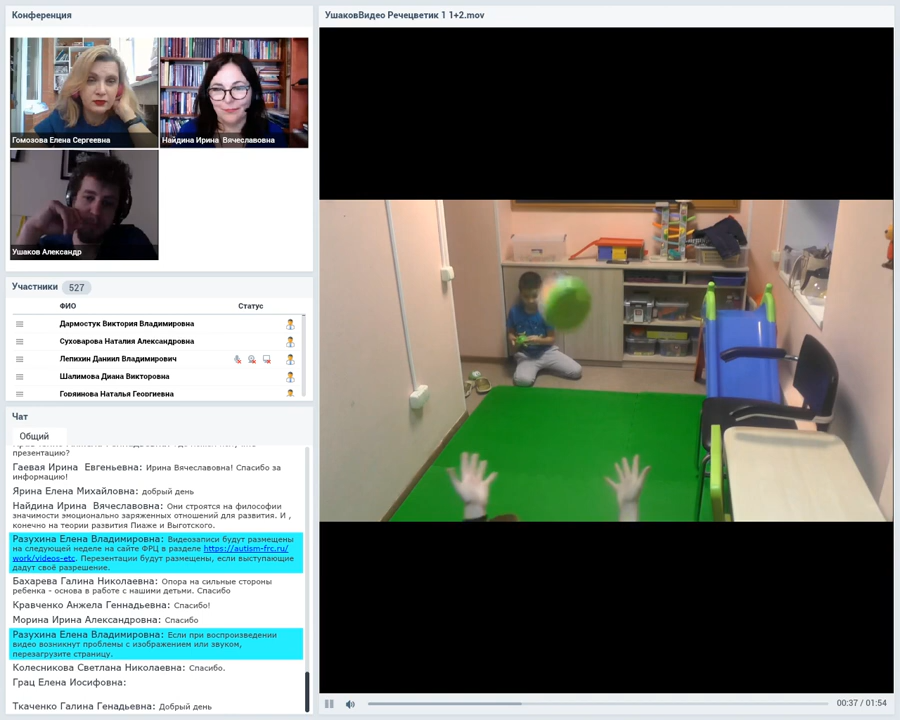 Конференция
Гомозова Елена Сергеевна
Найдина Ирина Вячеславовна
Ушаков Александр
Участники 527
ФИО Статус
Дармостук Виктория Владимировна
Суховарова Наталия Александровна
Лепихин Даниил Владимирович
Шалимова Диана Викторовна
Горяинова Наталья Георгиевна
Чат
Общий
презентацию?
Гаевая Ирина Евгеньевна: Ирина Вячеславовна! Спасибо за
информацию!
Ярина Елена Михайловна: добрый день
Найдина Ирина Вячеславовна: Они строятся на философии
значимости эмоционально заряженных отношений для развития. И ,
конечно на теории развития Пиаже и Выготского.
Разухина Елена Владимировна: Видеозаписи будут размещены
на следующей неделе на сайте ФРЦ в разделе https://autism-frc.ru/
work/videos-etc. Перезентации будут размещены, если выступающие
дадут своё разрешение.
Бахарева Галина Николаевна: Опора на сильные стороны
ребенка - основа в работе с нашими детьми. Спасибо
Кравченко Анжела Геннадьевна: Спасибо!
Морина Ирина Александровна: Спасибо
Разухина Елена Владимировна: Если при воспроизведении
видео возникнут проблемы с изображением или звуком,
перезагрузите страницу.
Колесникова Светлана Николаевна: Спасибо.
Грац Елена Иосифовна:
Ткаченко Галина Генадьевна: Добрый день
УшаковВидео Речецветик 1 1+2.mov
00:37 / 01:54